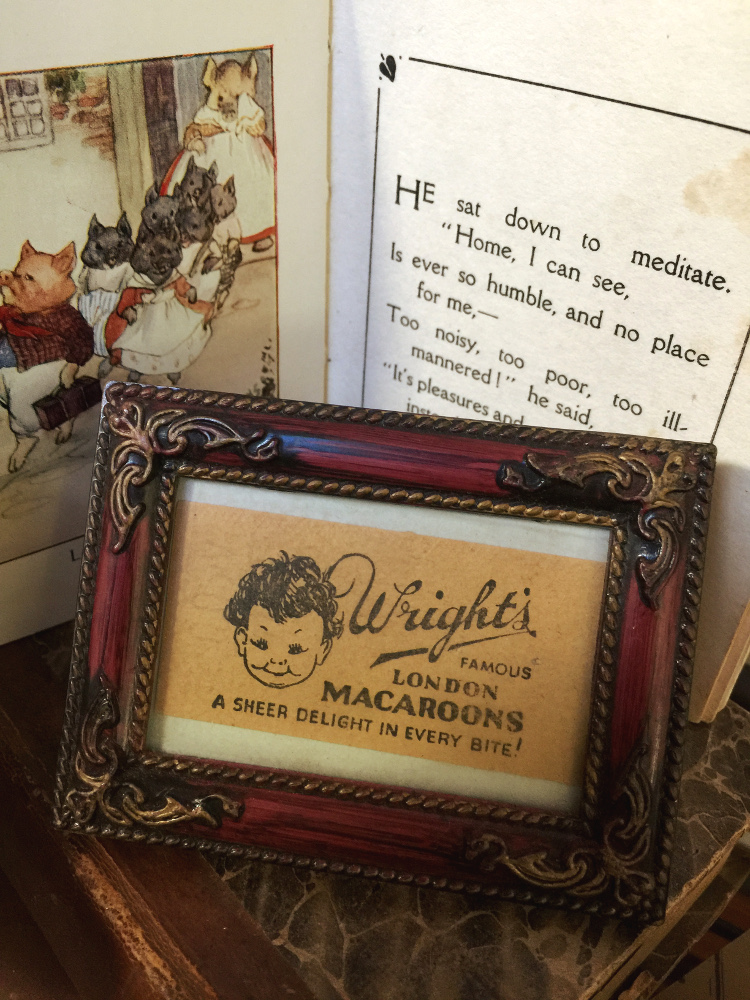 HE sat down to meditate.
"Home, I can see,
Is ever so humble, and no place
for me,—
Too noisy, too poor, too ill-
mannered!" he said,
"It's pleasures and
Wright's
FAMOUS
LONDON
MACAROONS
A SHEER DELIGHT IN EVERY BITE!